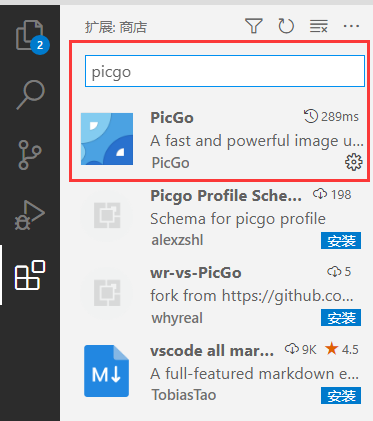 扩展: 商店
2
picgo
PicGo
289ms
A fast and powerful image u...
PicGo
Picgo Profile Sche...
198
Schema for picgo profile
alexzshl
安装
wr-vs-PicGo
5
fork from https://github.co...
whyreal
安装
vscode all mar...
9K
4.5
M
A full-featured markdown e...
TobiasTao
安装